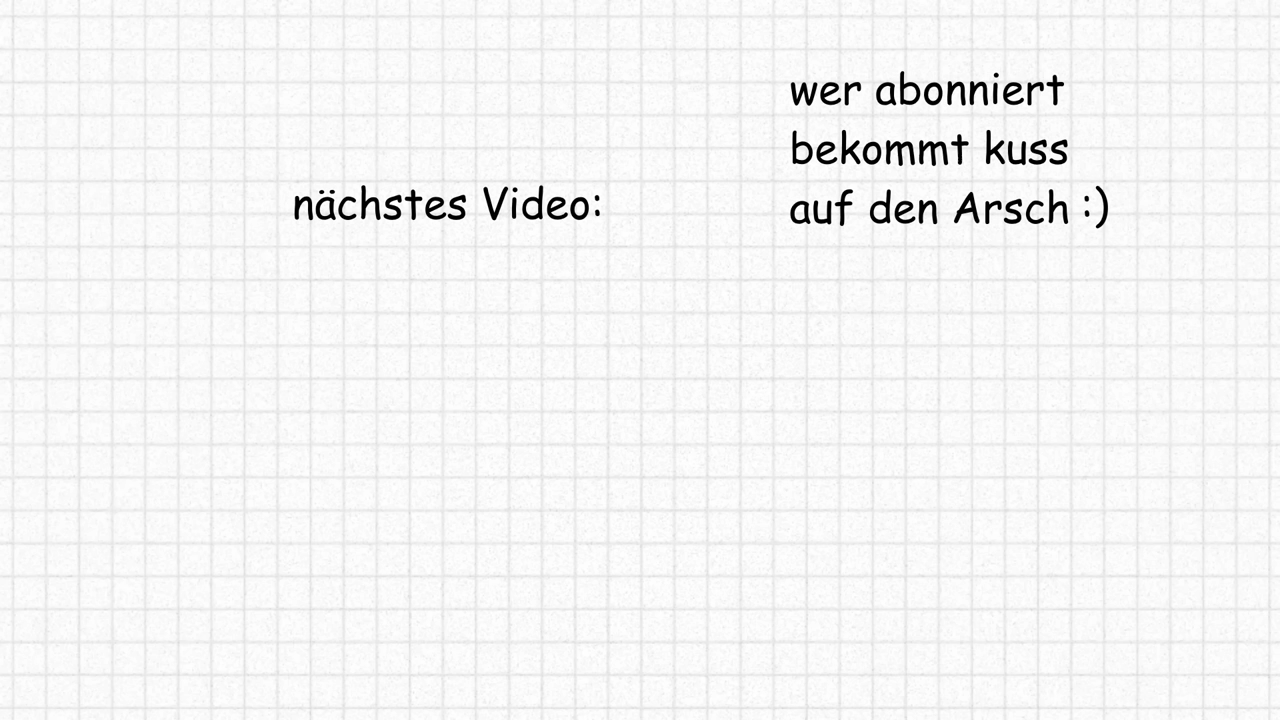 nächstes Video:
wer abonniert
bekommt kuss
auf den Arsch :)